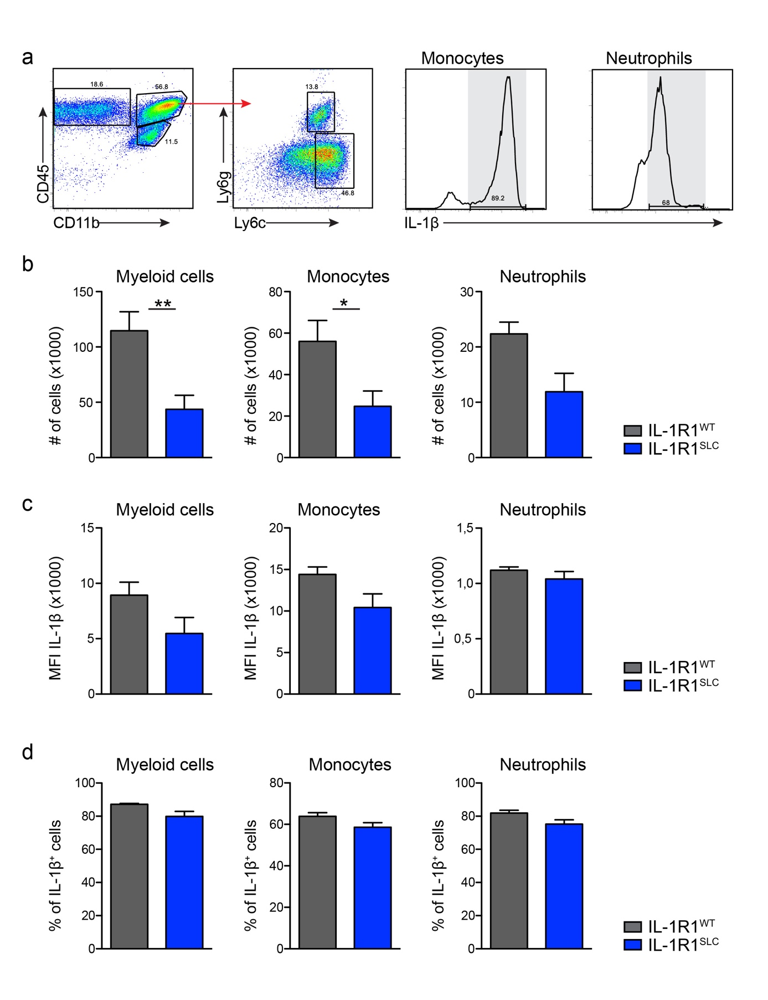 a
Monocytes
Neutrophils
18.6
56.8
11.5
CD45
CD11b
13.8
46.8
Ly6g
Ly6c
89.2
68
IL-1β
b
Myeloid cells
Monocytes
Neutrophils
# of cells (x1000)
150
100
50
0
**
# of cells (x1000)
80
60
40
20
0
*
# of cells (x1000)
30
20
10
0
IL-1R1WT
IL-1R1SLC
c
Myeloid cells
Monocytes
Neutrophils
MFI IL-1β (x1000)
15
10
5
0
MFI IL-1β (x1000)
20
15
10
5
0
MFI IL-1β (x1000)
1,5
1,0
0,5
0
IL-1R1WT
IL-1R1SLC
d
Myeloid cells
Monocytes
Neutrophils
% of IL-1β+ cells
100
80
60
40
20
0
% of IL-1β+ cells
80
60
40
20
0
% of IL-1β+ cells
100
80
60
40
20
0
IL-1R1WT
IL-1R1SLC